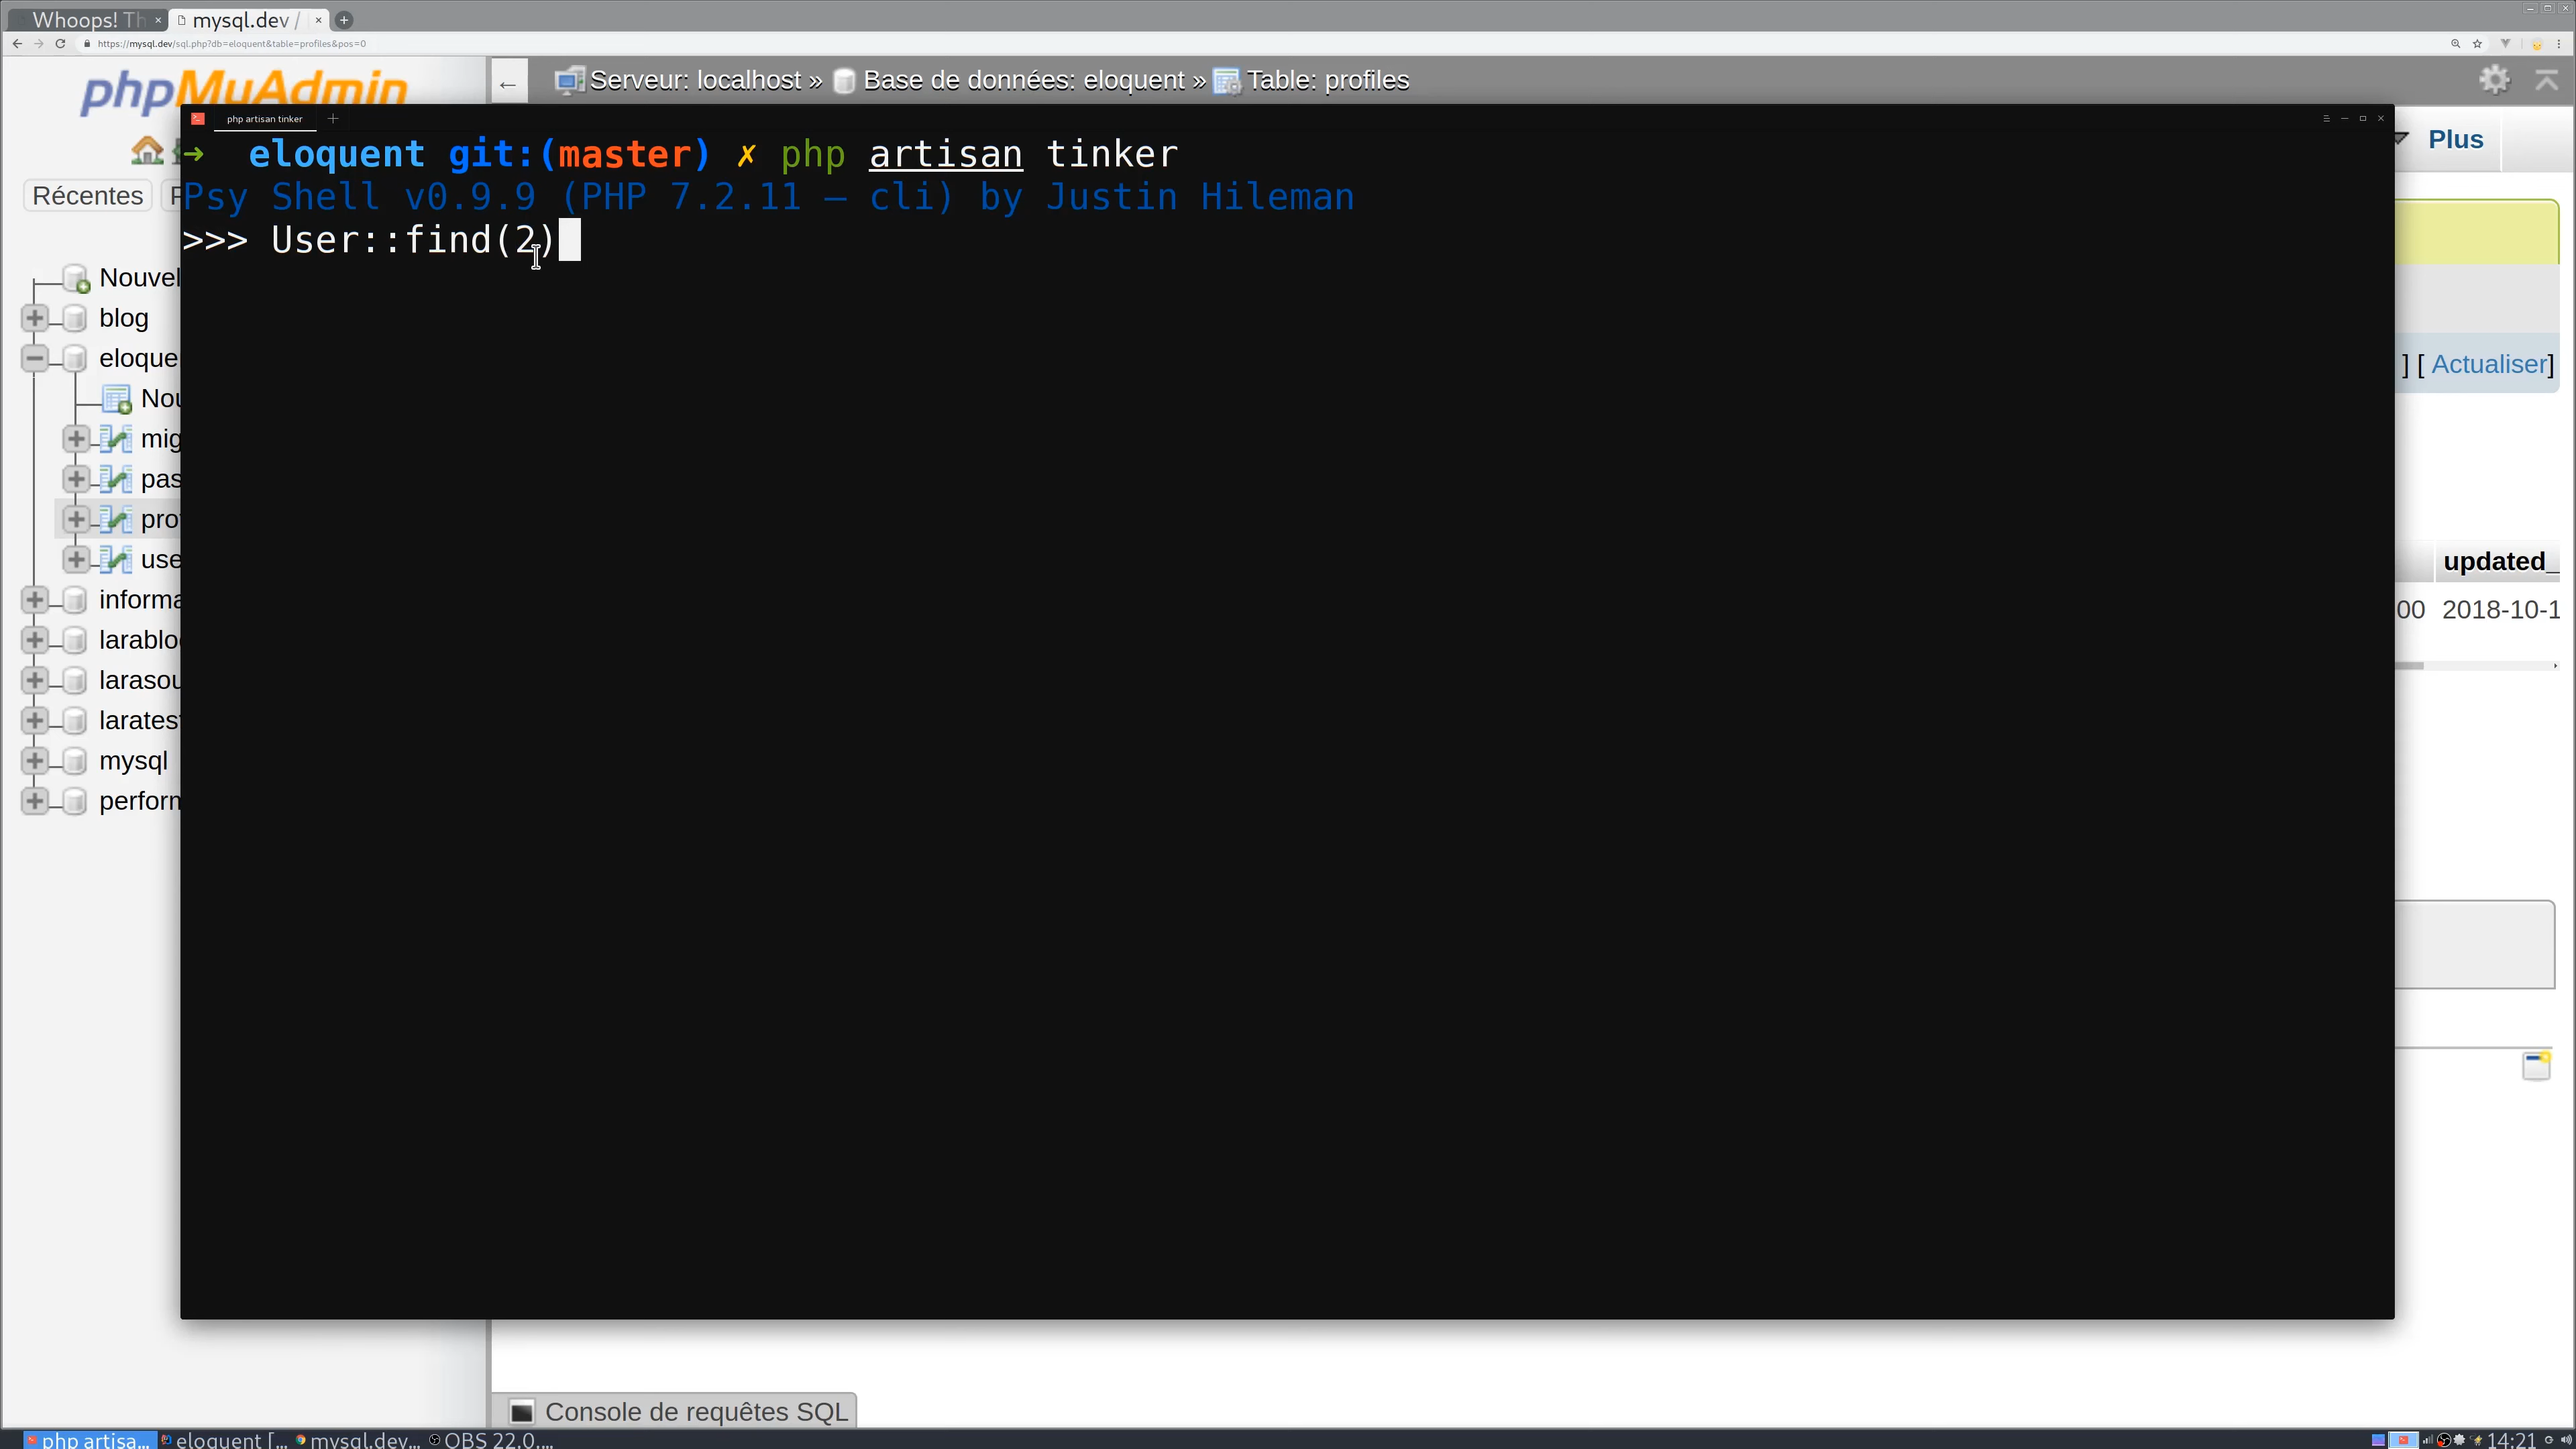 Whoops! Th
mysql.dev /
https://mysql.dev/sql.php?db=eloquent&table=profiles&pos=0
phpMyAdmin
Serveur: localhost » Base de données: eloquent » Table: profiles
Plus
Récentes
php artisan tinker
➜ eloquent git:(master) ✗ php artisan tinker
Psy Shell v0.9.9 (PHP 7.2.11 — cli) by Justin Hileman
>>> User::find(2)
Nouvel
blog
eloque
Nou
mig
pas
pro
use
informa
larablo
larasou
larates
mysql
perforn
] [ Actualiser]
updated_
00 2018-10-1
Console de requêtes SQL
php artisa...
eloquent [...
mysql.dev...
OBS 22.0....
14:21